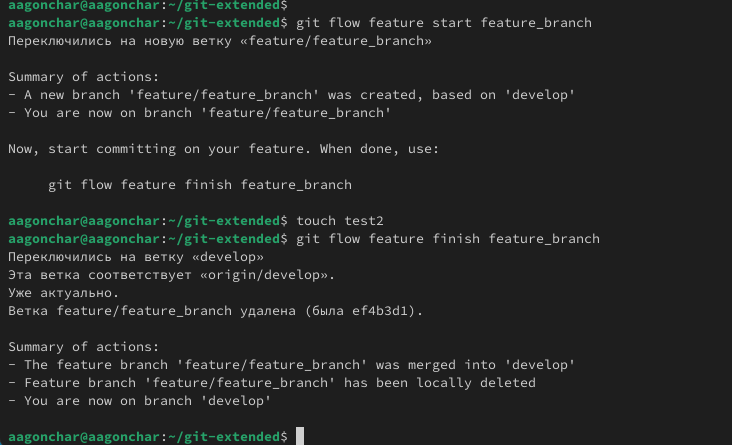 aagonchar@aagonchar:~/git-extended$
aagonchar@aagonchar:~/git-extended$ git flow feature start feature_branch
Переключились на новую ветку «feature/feature_branch»

Summary of actions:
- A new branch 'feature/feature_branch' was created, based on 'develop'
- You are now on branch 'feature/feature_branch'

Now, start committing on your feature. When done, use:

     git flow feature finish feature_branch

aagonchar@aagonchar:~/git-extended$ touch test2
aagonchar@aagonchar:~/git-extended$ git flow feature finish feature_branch
Переключились на ветку «develop»
Эта ветка соответствует «origin/develop».
Уже актуально.
Ветка feature/feature_branch удалена (была ef4b3d1).

Summary of actions:
- The feature branch 'feature/feature_branch' was merged into 'develop'
- Feature branch 'feature/feature_branch' has been locally deleted
- You are now on branch 'develop'

aagonchar@aagonchar:~/git-extended$